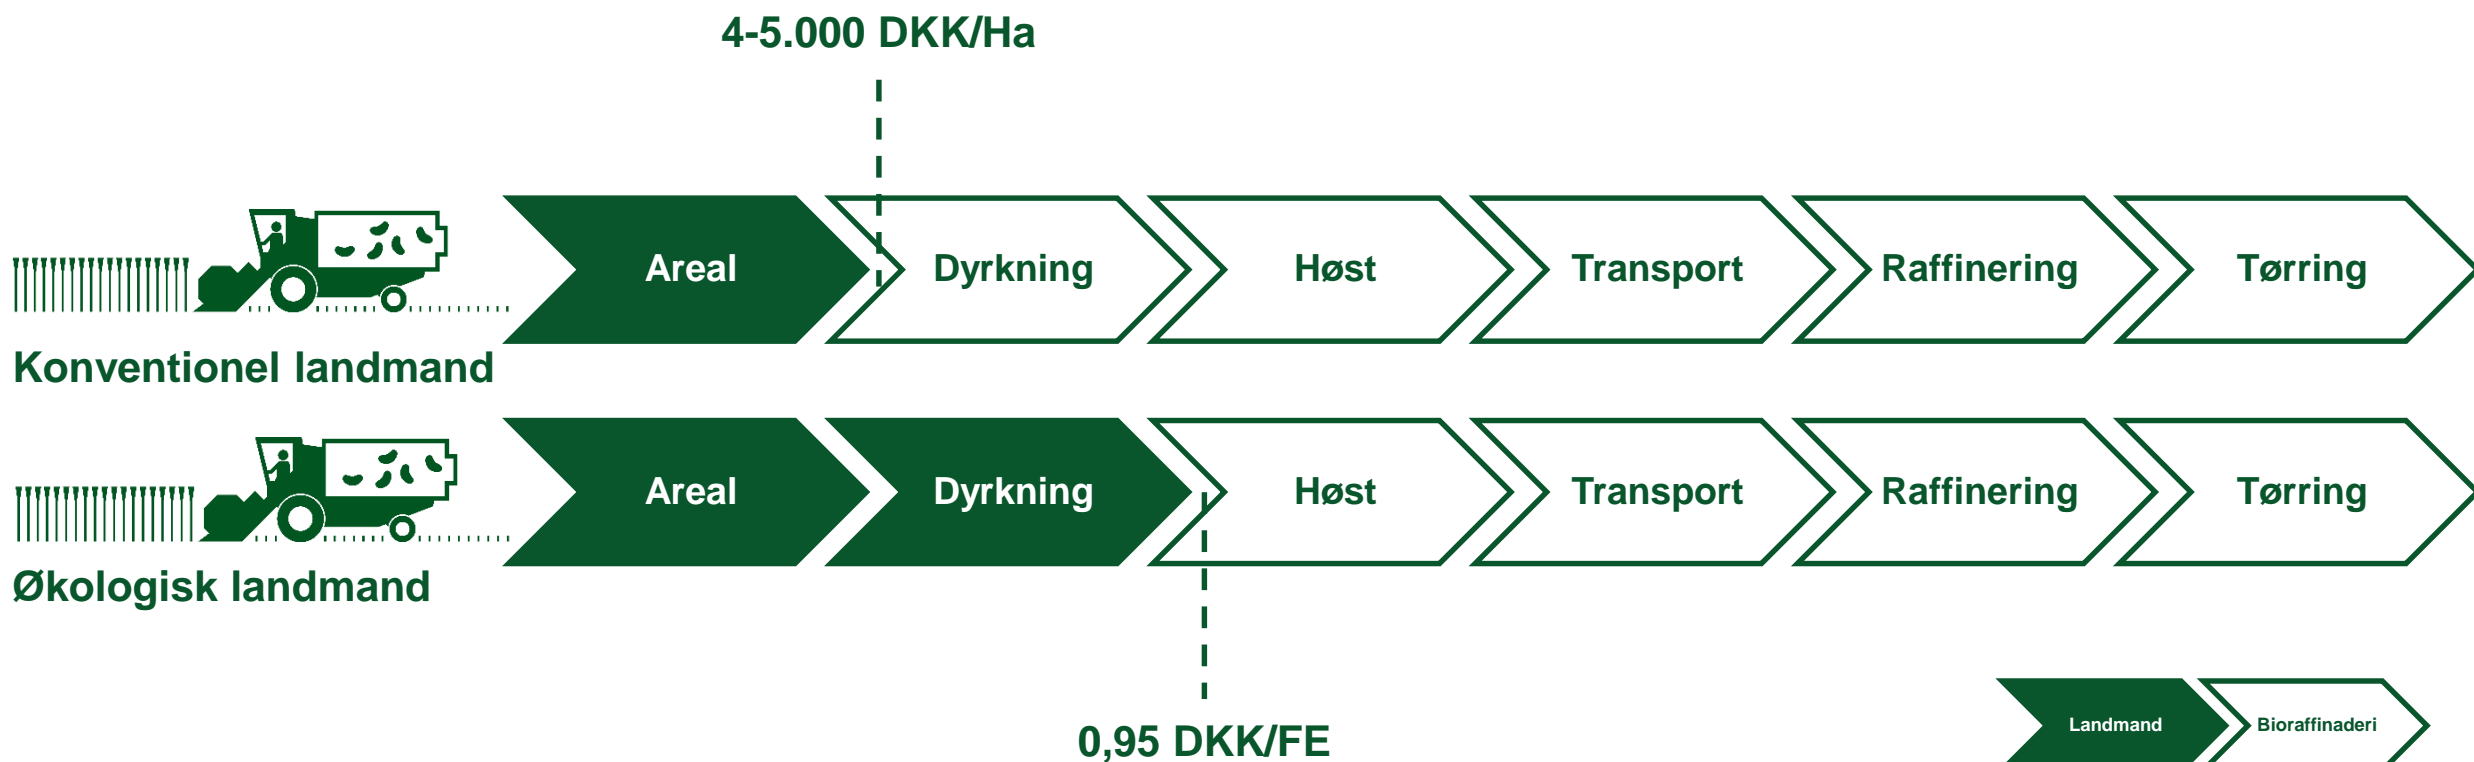 4-5.000 DKK/Ha
Areal
Dyrkning
Høst
Transport
Raffinering
Tørring
Konventionel landmand
Areal
Dyrkning
Høst
Transport
Raffinering
Tørring
Økologisk landmand
0,95 DKK/FE
Landmand
Bioraffinaderi